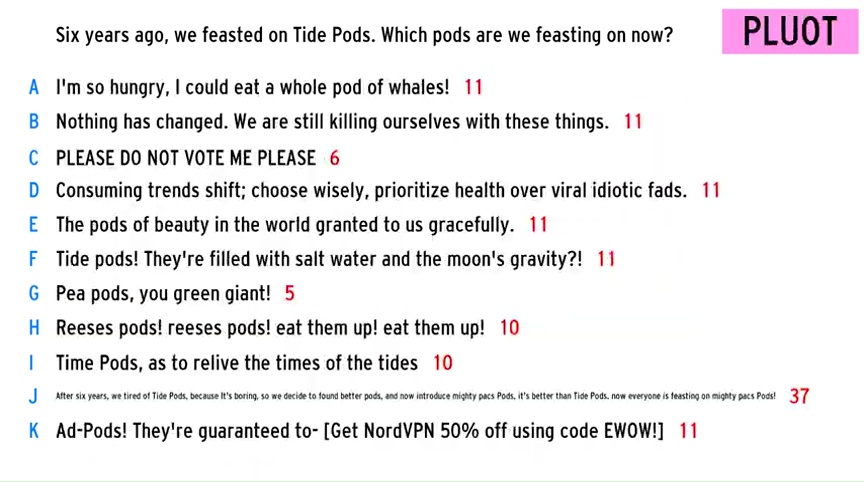 Six years ago, we feasted on Tide Pods. Which pods are we feasting on now?
PLUOT
A I'm so hungry, I could eat a whole pod of whales! 11
B Nothing has changed. We are still killing ourselves with these things. 11
C PLEASE DO NOT VOTE ME PLEASE 6
D Consuming trends shift; choose wisely, prioritize health over viral idiotic fads. 11
E The pods of beauty in the world granted to us gracefully. 11
F Tide pods! They're filled with salt water and the moon's gravity?! 11
G Pea pods, you green giant! 5
H Reeses pods! reeses pods! eat them up! eat them up! 10
I Time Pods, as to relive the times of the tides 10
J After six years, we tired of Tide Pods, because It's boring, so we decide to found better pods, and now introduce mighty pacs Pods, it's better than Tide Pods. now everyone is feasting on mighty pacs Pods! 37
K Ad-Pods! They're guaranteed to- [Get NordVPN 50% off using code EWOW!] 11